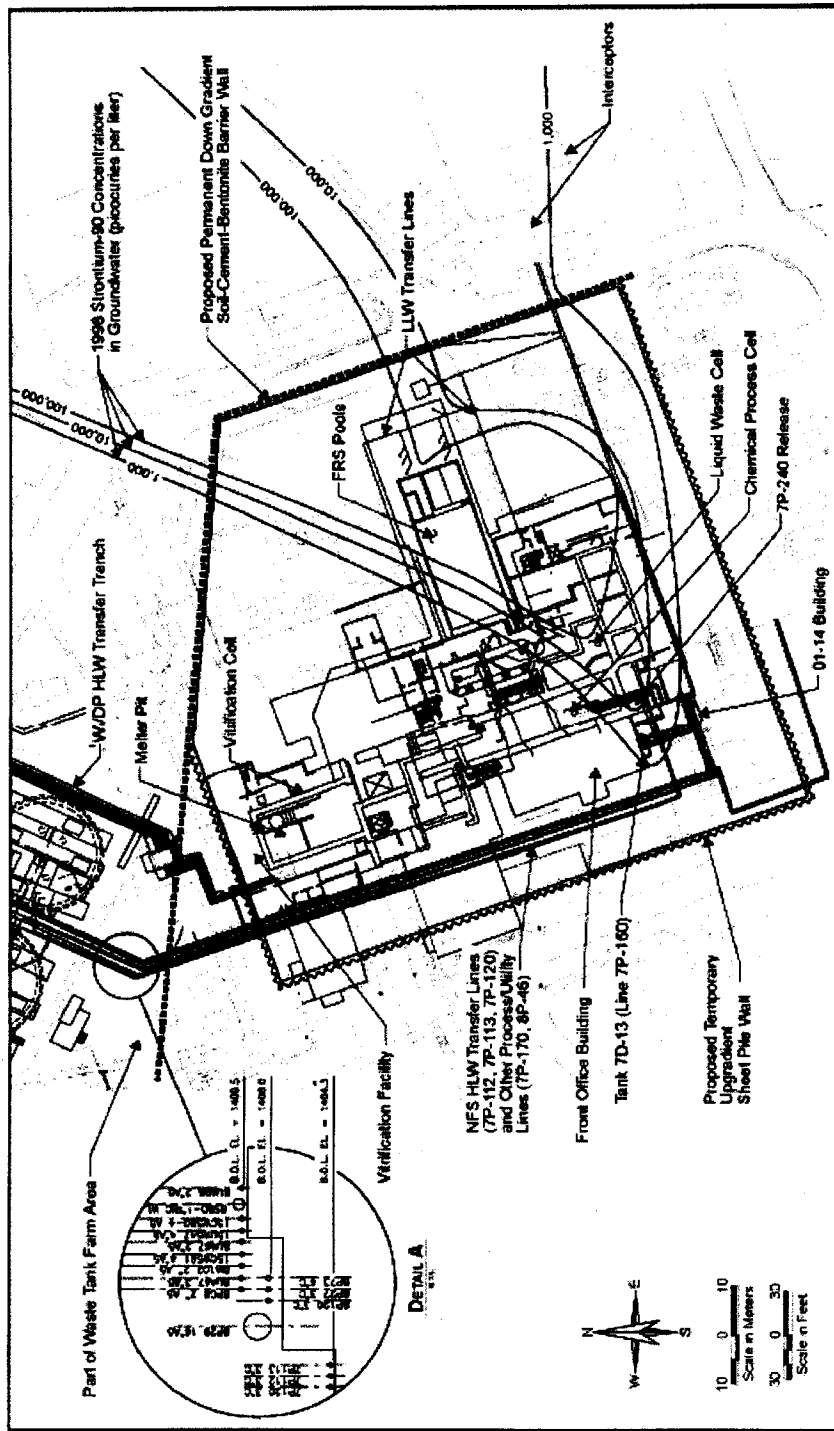 Part of Waste Tank Farm Area
WVDP HLW Transfer Trench
Melter Pit
Vitrification Cell
1998 Strontium-90 Concentrations
in Groundwater (picocuries per liter)
100,000
10,000
1,000
Proposed Permanent Down Gradient
Soil-Cement-Bentonite Barrier Wall
100,000
10,000
FRS Pools
LLW Transfer Lines
1,000
Interceptors
B.O.L. EL.
B.O.L. EL.
B.O.L. EL.
DETAIL A
Vitrification Facility
NFS HLW Transfer Lines
(7P-112, 7P-113, 7P-120)
and Other Process/Utility
Lines (7P-170, 8P-46)
Front Office Building
Tank 7D-13 (Line 7P-160)
Proposed Temporary
Upgradient
Sheet Pile Wall
Liquid Waste Cell
Chemical Process Cell
7P-240 Release
01-14 Building
N
W
E
S
10 0 10
Scale in Meters
30 0 30
Scale in Feet